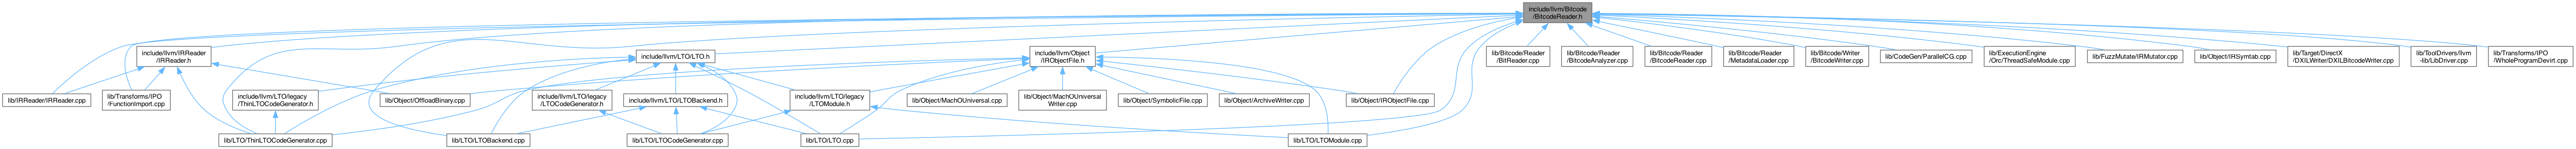 include/llvm/Bitcode
/BitcodeReader.h
include/llvm/IRReader
/IRReader.h
include/llvm/LTO/LTO.h
include/llvm/Object
/IRObjectFile.h
lib/Bitcode/Reader
/BitReader.cpp
lib/Bitcode/Reader
/BitcodeAnalyzer.cpp
lib/Bitcode/Reader
/BitcodeReader.cpp
lib/Bitcode/Reader
/MetadataLoader.cpp
lib/Bitcode/Writer
/BitcodeWriter.cpp
lib/CodeGen/ParallelCG.cpp
lib/ExecutionEngine
/Orc/ThreadSafeModule.cpp
lib/FuzzMutate/IRMutator.cpp
lib/Object/IRSymtab.cpp
lib/Target/DirectX
/DXILWriter/DXILBitcodeWriter.cpp
lib/ToolDrivers/llvm
-lib/LibDriver.cpp
lib/Transforms/IPO
/WholeProgramDevirt.cpp
lib/IRReader/IRReader.cpp
lib/Transforms/IPO
/FunctionImport.cpp
include/llvm/LTO/legacy
/ThinLTOCodeGenerator.h
lib/Object/OffloadBinary.cpp
include/llvm/LTO/legacy
/LTOCodeGenerator.h
include/llvm/LTO/LTOBackend.h
include/llvm/LTO/legacy
/LTOModule.h
lib/Object/MachOUniversal.cpp
lib/Object/MachOUniversal
Writer.cpp
lib/Object/SymbolicFile.cpp
lib/Object/ArchiveWriter.cpp
lib/Object/IRObjectFile.cpp
lib/LTO/ThinLTOCodeGenerator.cpp
lib/LTO/LTOBackend.cpp
lib/LTO/LTOCodeGenerator.cpp
lib/LTO/LTO.cpp
lib/LTO/LTOModule.cpp